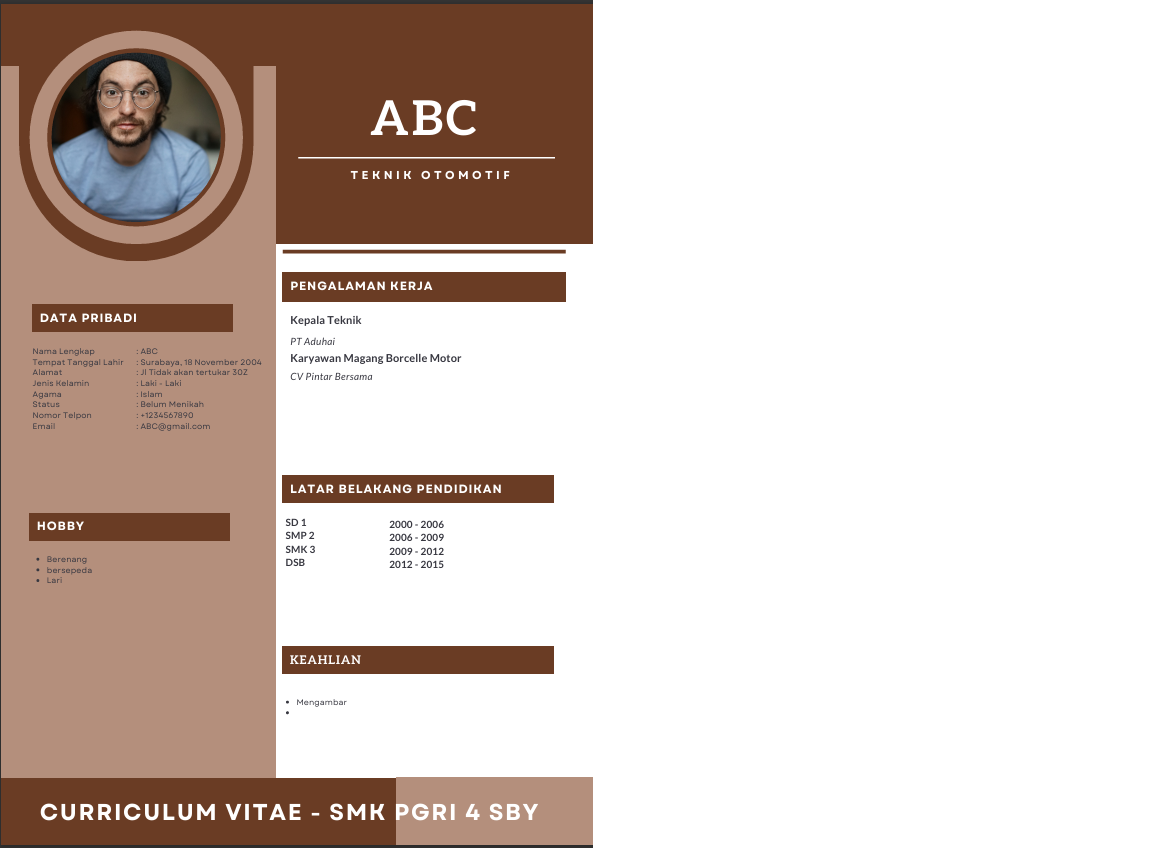 ABC
TEKNIK OTOMOTIF
DATA PRIBADI
Nama Lengkap : ABC
Tempat Tanggal Lahir : Surabaya, 18 November 2004
Alamat : Jl Tidak akan tertukar 30Z
Jenis Kelamin : Laki - Laki
Agama : Islam
Status : Belum Menikah
Nomor Telpon : +1234567890
Email : ABC@gmail.com
HOBBY
• Berenang
• bersepeda
• Lari
PENGALAMAN KERJA
Kepala Teknik
PT Aduhai
Karyawan Magang Borcelle Motor
CV Pintar Bersama
LATAR BELAKANG PENDIDIKAN
SD 1 2000 - 2006
SMP 2 2006 - 2009
SMK 3 2009 - 2012
DSB 2012 - 2015
KEAHLIAN
• Mengambar
•
CURRICULUM VITAE - SMK PGRI 4 SBY